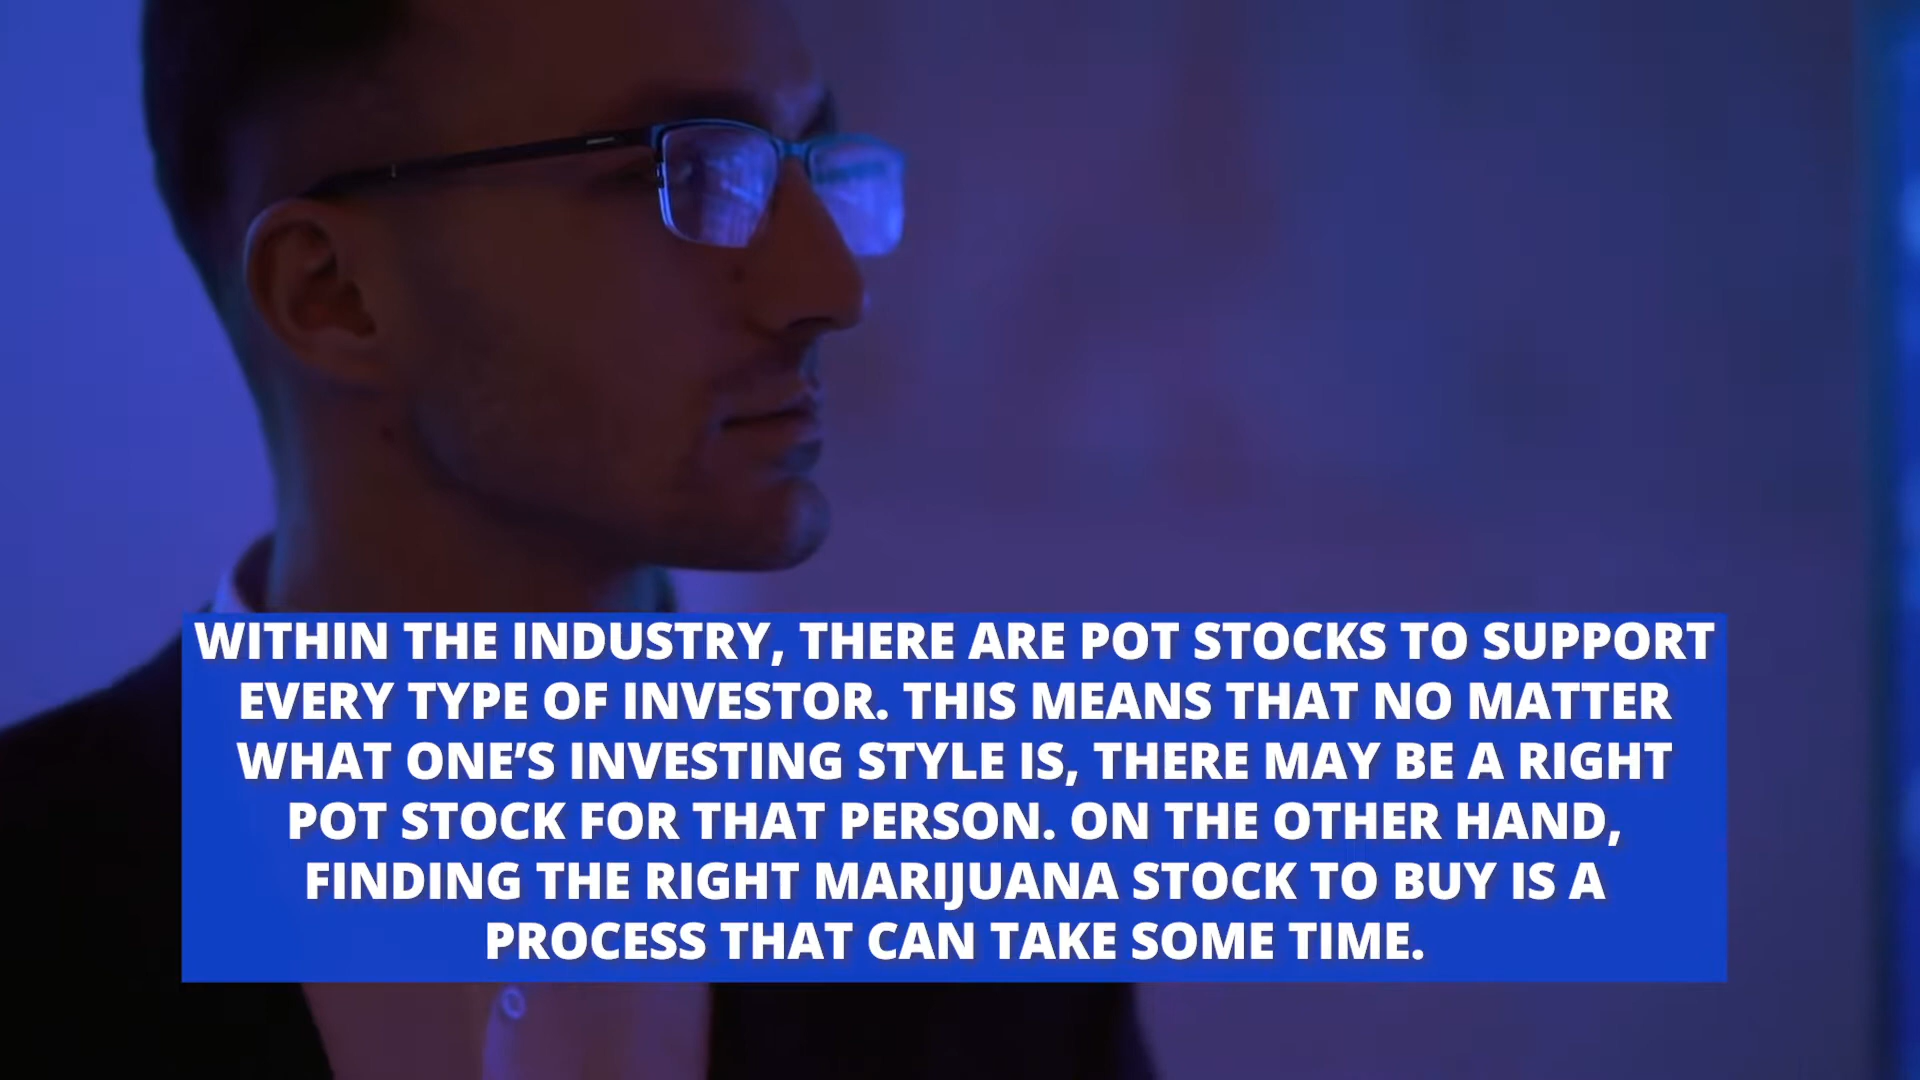 WITHIN THE INDUSTRY, THERE ARE POT STOCKS TO SUPPORT
EVERY TYPE OF INVESTOR. THIS MEANS THAT NO MATTER
WHAT ONE’S INVESTING STYLE IS, THERE MAY BE A RIGHT
POT STOCK FOR THAT PERSON. ON THE OTHER HAND,
FINDING THE RIGHT MARIJUANA STOCK TO BUY IS A
PROCESS THAT CAN TAKE SOME TIME.